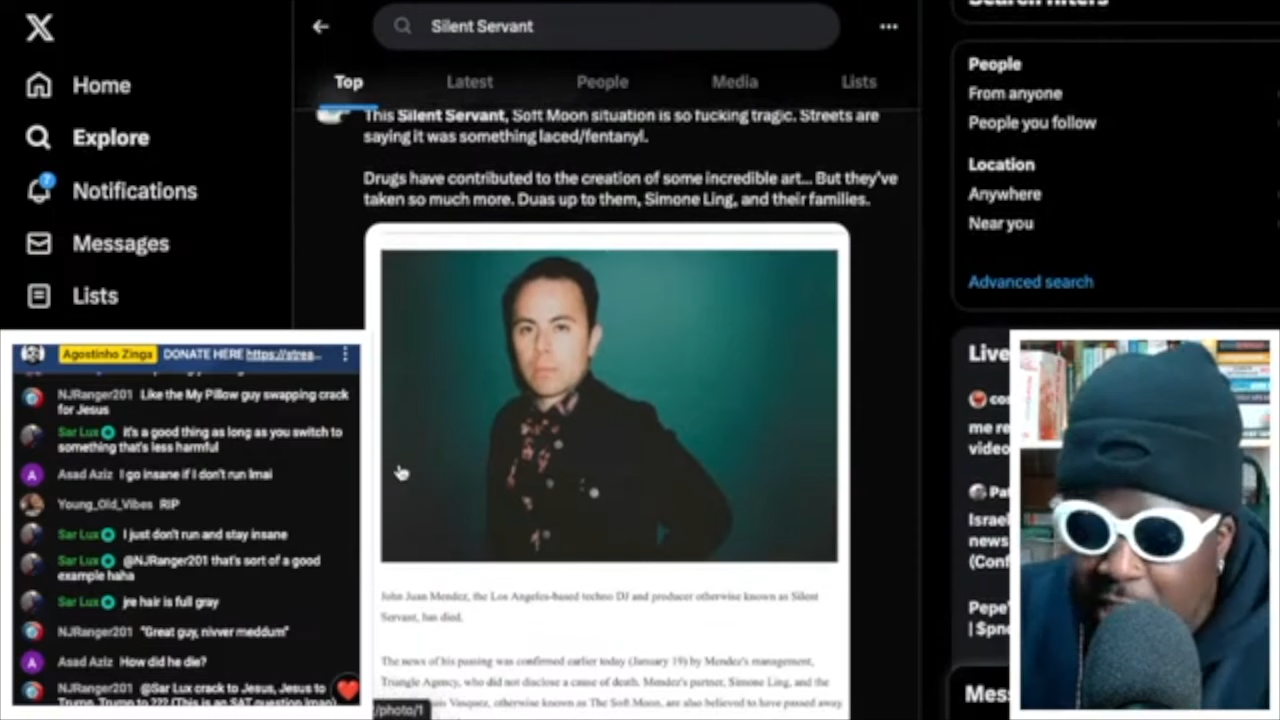 Home
Explore
7
Notifications
Messages
Lists
Silent Servant
Top
Latest
People
Media
Lists
This Silent Servant, Soft Moon situation is so fucking tragic. Streets are
saying it was something laced/fentanyl.
Drugs have contributed to the creation of some incredible art... But they've
taken so much more. Duas up to them, Simone Ling, and their families.
John Juan Mendez, the Los Angeles-based techno DJ and producer otherwise known as Silent
Servant, has died.
The news of his passing was confirmed earlier today (January 19) by Mendez's management,
Triangle Agency, who did not disclose a cause of death. Mendez's partner, Simone Ling, and the
Vasquez, otherwise known as The Soft Moon, are also believed to have passed away
/photo/1
Search filters
People
From anyone
People you follow
Location
Anywhere
Near you
Advanced search
Live
me re
video
Israel
news
(Conf
Pepe'
| $pn
Mes
Agostinho Zinga DONATE HERE https://strea...
NJRanger201 Like the My Pillow guy swapping crack
for Jesus
Sar Lux it's a good thing as long as you switch to
something that's less harmful
A Asad Aziz I go insane if I don't run lmai
Young_Old_Vibes RIP
Sar Lux I just don't run and stay insane
Sar Lux @NJRanger201 that's sort of a good
example haha
Sar Lux jre hair is full gray
NJRanger201 "Great guy, nivver meddum"
A Asad Aziz How did he die?
NJRanger201 @Sar Lux crack to Jesus, Jesus to
Trump, Trump to ??? (This is an SAT question lmao)